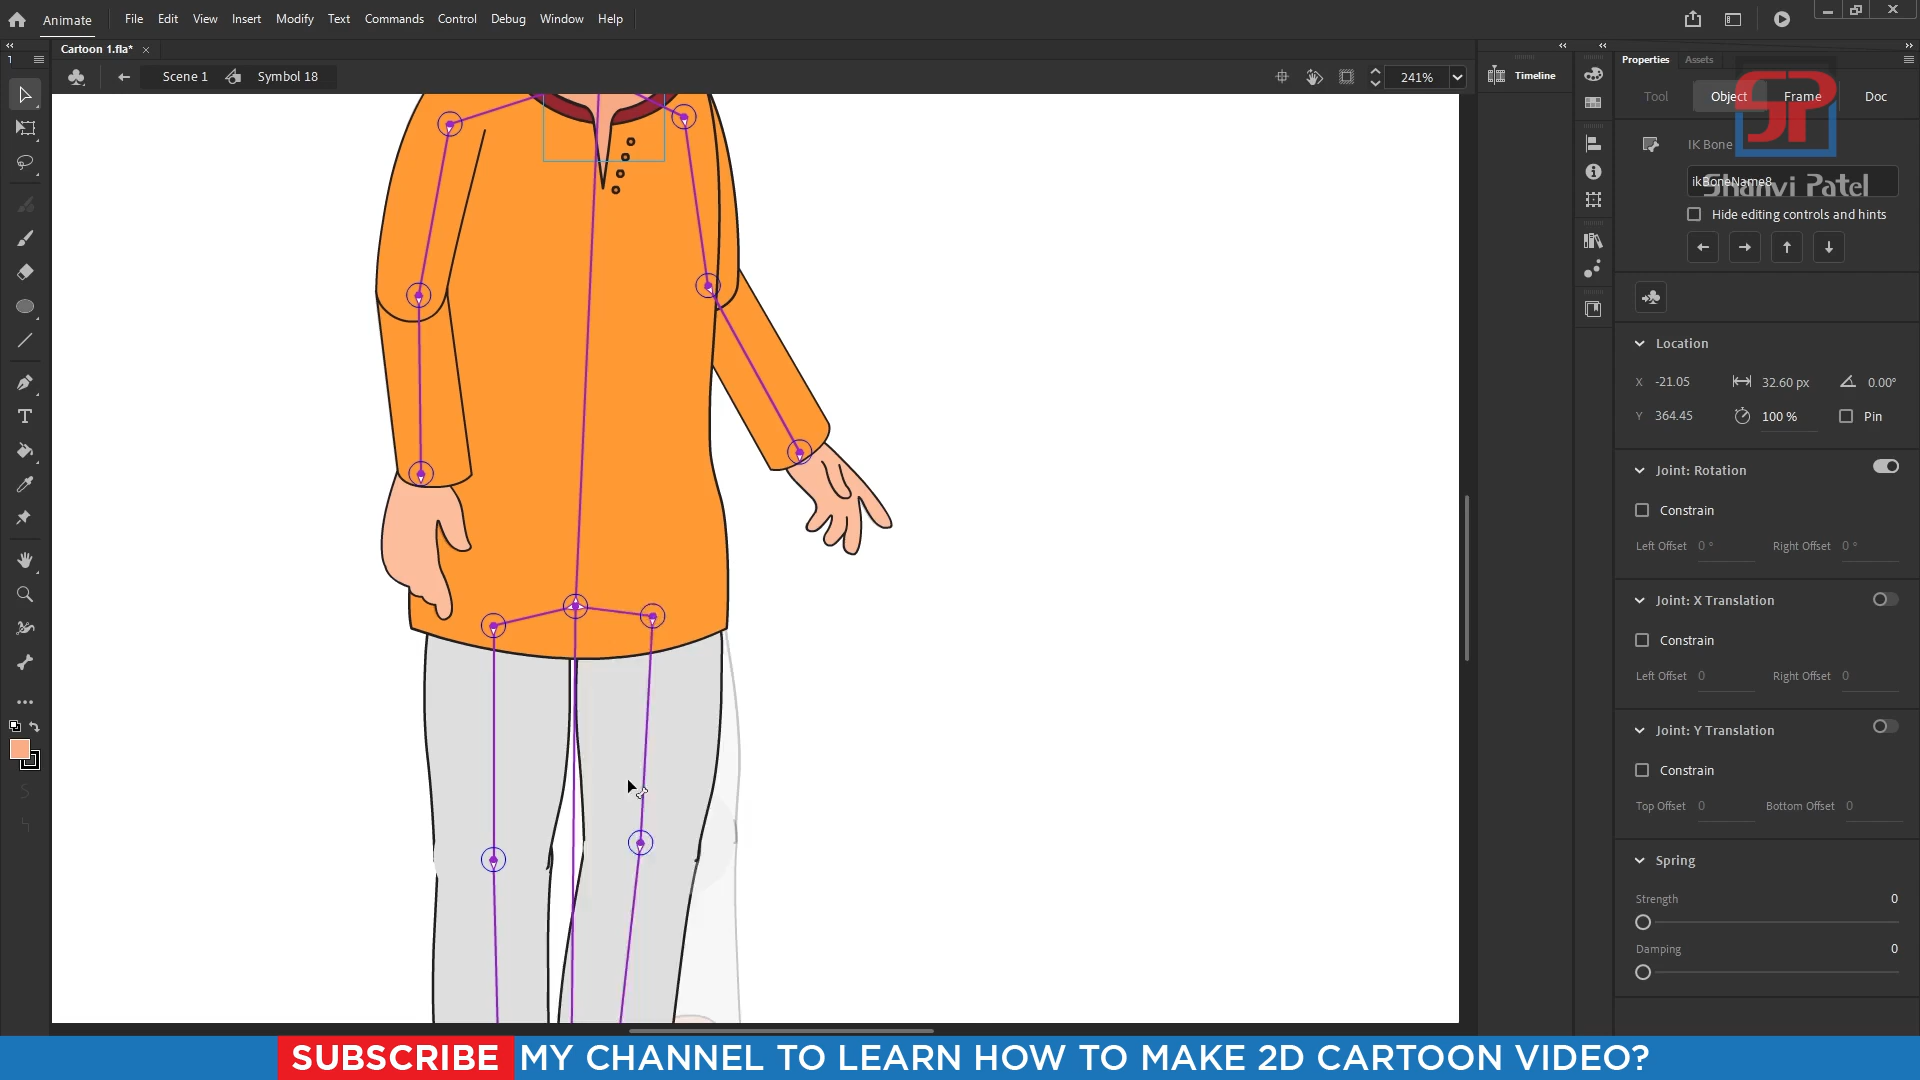 Animate
File Edit View Insert Modify Text Commands Control Debug Window Help
Cartoon 1.fla*
Scene 1 Symbol 18
241%
Timeline
Properties Assets
Tool Object Frame Doc
IK Bone
ikBoneName8
Shanvi Patel
Hide editing controls and hints
Location
X -21.05 32.60 px 0.00°
Y 364.45 100 % Pin
Joint: Rotation
Constrain
Left Offset 0 ° Right Offset 0 °
Joint: X Translation
Constrain
Left Offset 0 Right Offset 0
Joint: Y Translation
Constrain
Top Offset 0 Bottom Offset 0
Spring
Strength 0
Damping 0
SUBSCRIBE MY CHANNEL TO LEARN HOW TO MAKE 2D CARTOON VIDEO?